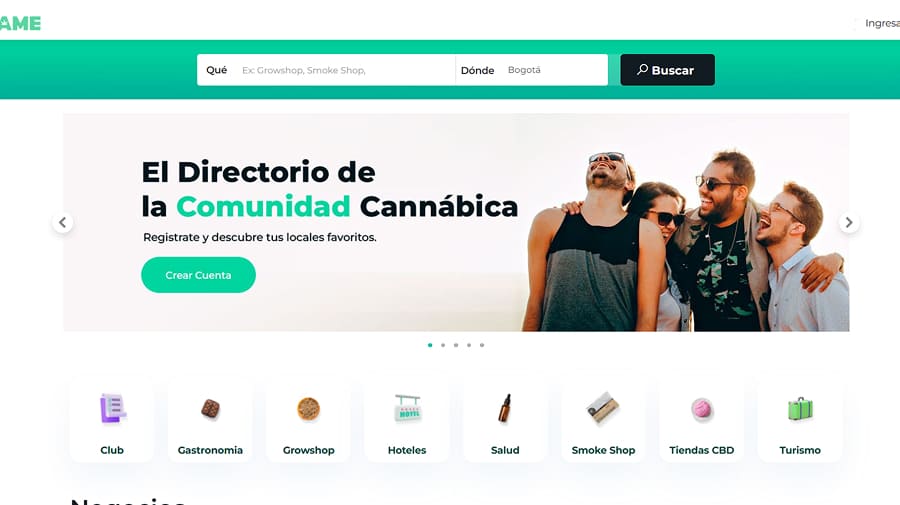 AME
Ingresa
Qué Ex: Growshop, Smoke Shop, Dónde Bogotá Buscar
El Directorio de
la Comunidad Cannábica
Registrate y descubre tus locales favoritos.
Crear Cuenta
HOTEL
Club Gastronomia Growshop Hoteles Salud Smoke Shop Tiendas CBD Turismo
Negocios